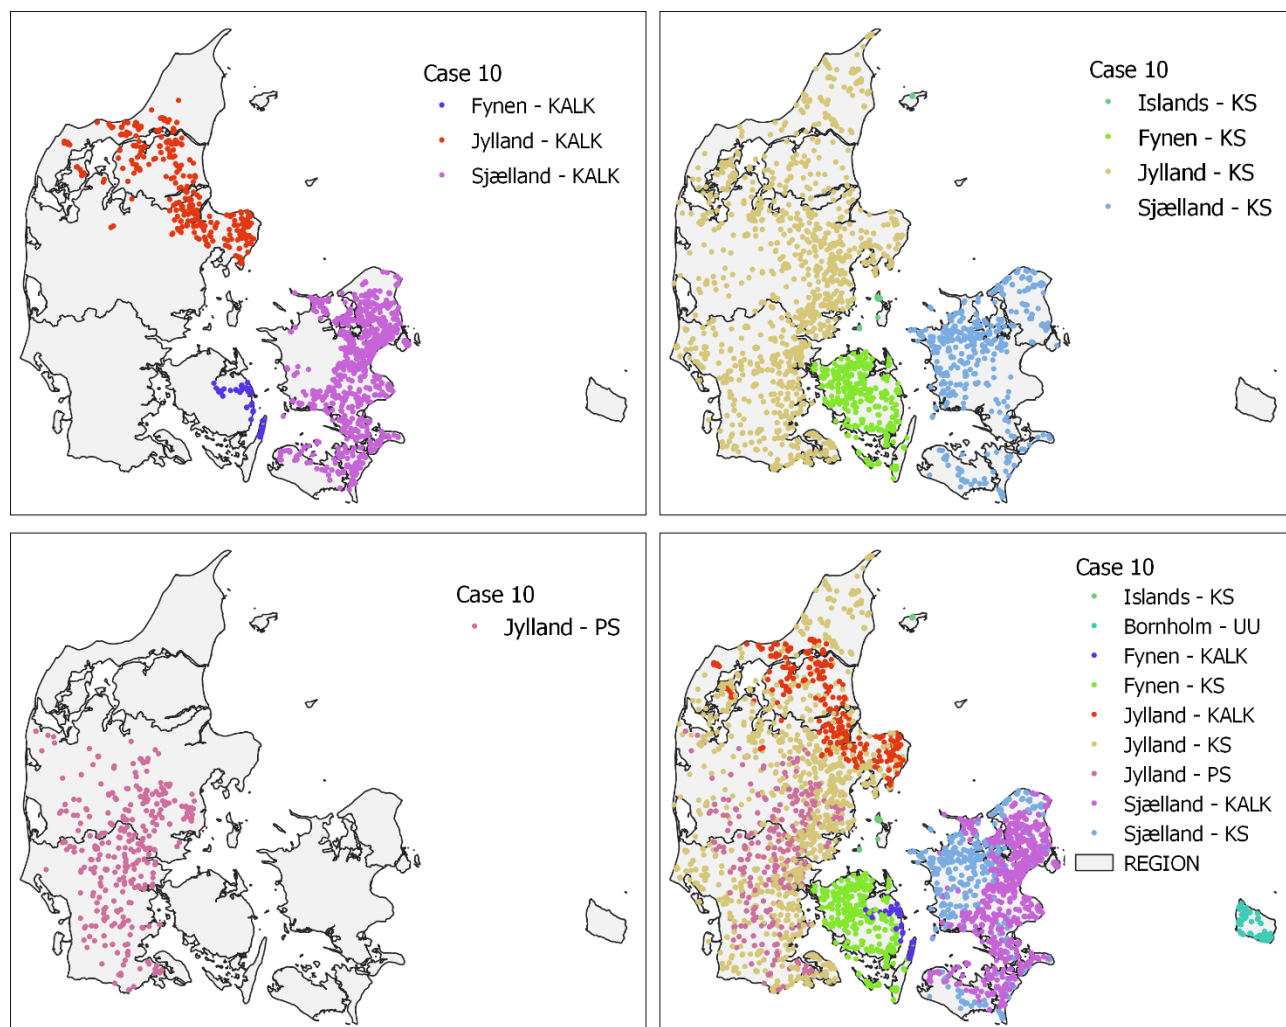 Case 10
Fynen - KALK
Jylland - KALK
Sjælland - KALK
Case 10
Islands - KS
Fynen - KS
Jylland - KS
Sjælland - KS
Case 10
Jylland - PS
Case 10
Islands - KS
Bornholm - UU
Fynen - KALK
Fynen - KS
Jylland - KALK
Jylland - KS
Jylland - PS
Sjælland - KALK
Sjælland - KS
REGION